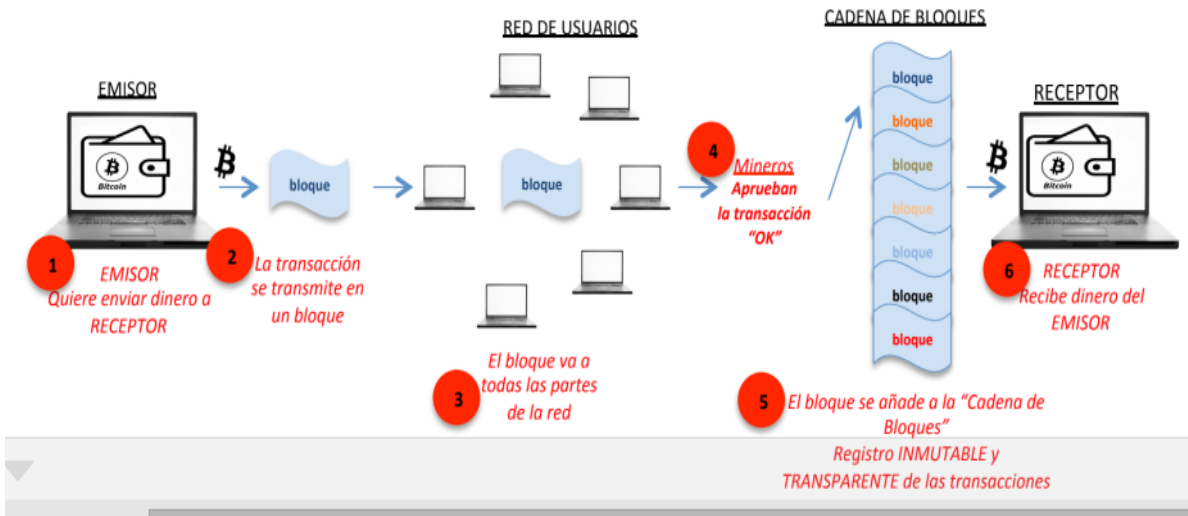 EMISOR
Bitcoin
1
EMISOR
Quiere enviar dinero a
RECEPTOR
₿
bloque
2
La transacción
se transmite en
un bloque
RED DE USUARIOS
bloque
3
El bloque va a
todas las partes
de la red
4
Mineros
Aprueban
la transacción
“OK”
CADENA DE BLOQUES
bloque
bloque
bloque
bloque
bloque
bloque
bloque
5
El bloque se añade a la “Cadena de
Bloques”
Registro INMUTABLE y
TRANSPARENTE de las transacciones
₿
RECEPTOR
Bitcoin
6
RECEPTOR
Recibe dinero del
EMISOR